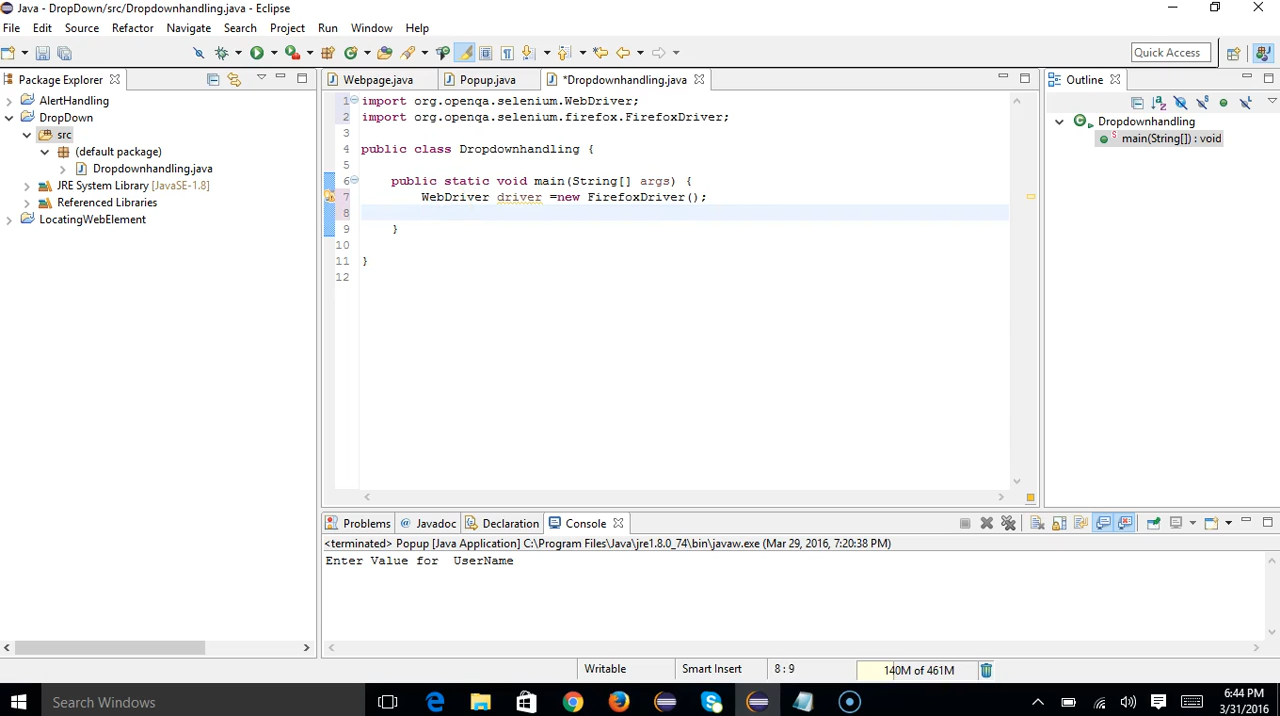 Java - DropDown/src/Dropdownhandling.java - Eclipse
File Edit Source Refactor Navigate Search Project Run Window Help
Quick Access
Package Explorer
Webpage.java Popup.java *Dropdownhandling.java
Outline
AlertHandling
DropDown
src
(default package)
Dropdownhandling.java
JRE System Library [JavaSE-1.8]
Referenced Libraries
LocatingWebElement
1 import org.openqa.selenium.WebDriver;
2 import org.openqa.selenium.firefox.FirefoxDriver;
3
4 public class Dropdownhandling {
5
6 public static void main(String[] args) {
7 WebDriver driver =new FirefoxDriver();
8
9 }
10
11 }
12
Dropdownhandling
main(String[]) : void
Problems @ Javadoc Declaration Console
<terminated> Popup [Java Application] C:\Program Files\Java\jre1.8.0_74\bin\javaw.exe (Mar 29, 2016, 7:20:38 PM)
Enter Value for  UserName
Writable Smart Insert 8 : 9 140M of 461M
Search Windows
6:44 PM
3/31/2016